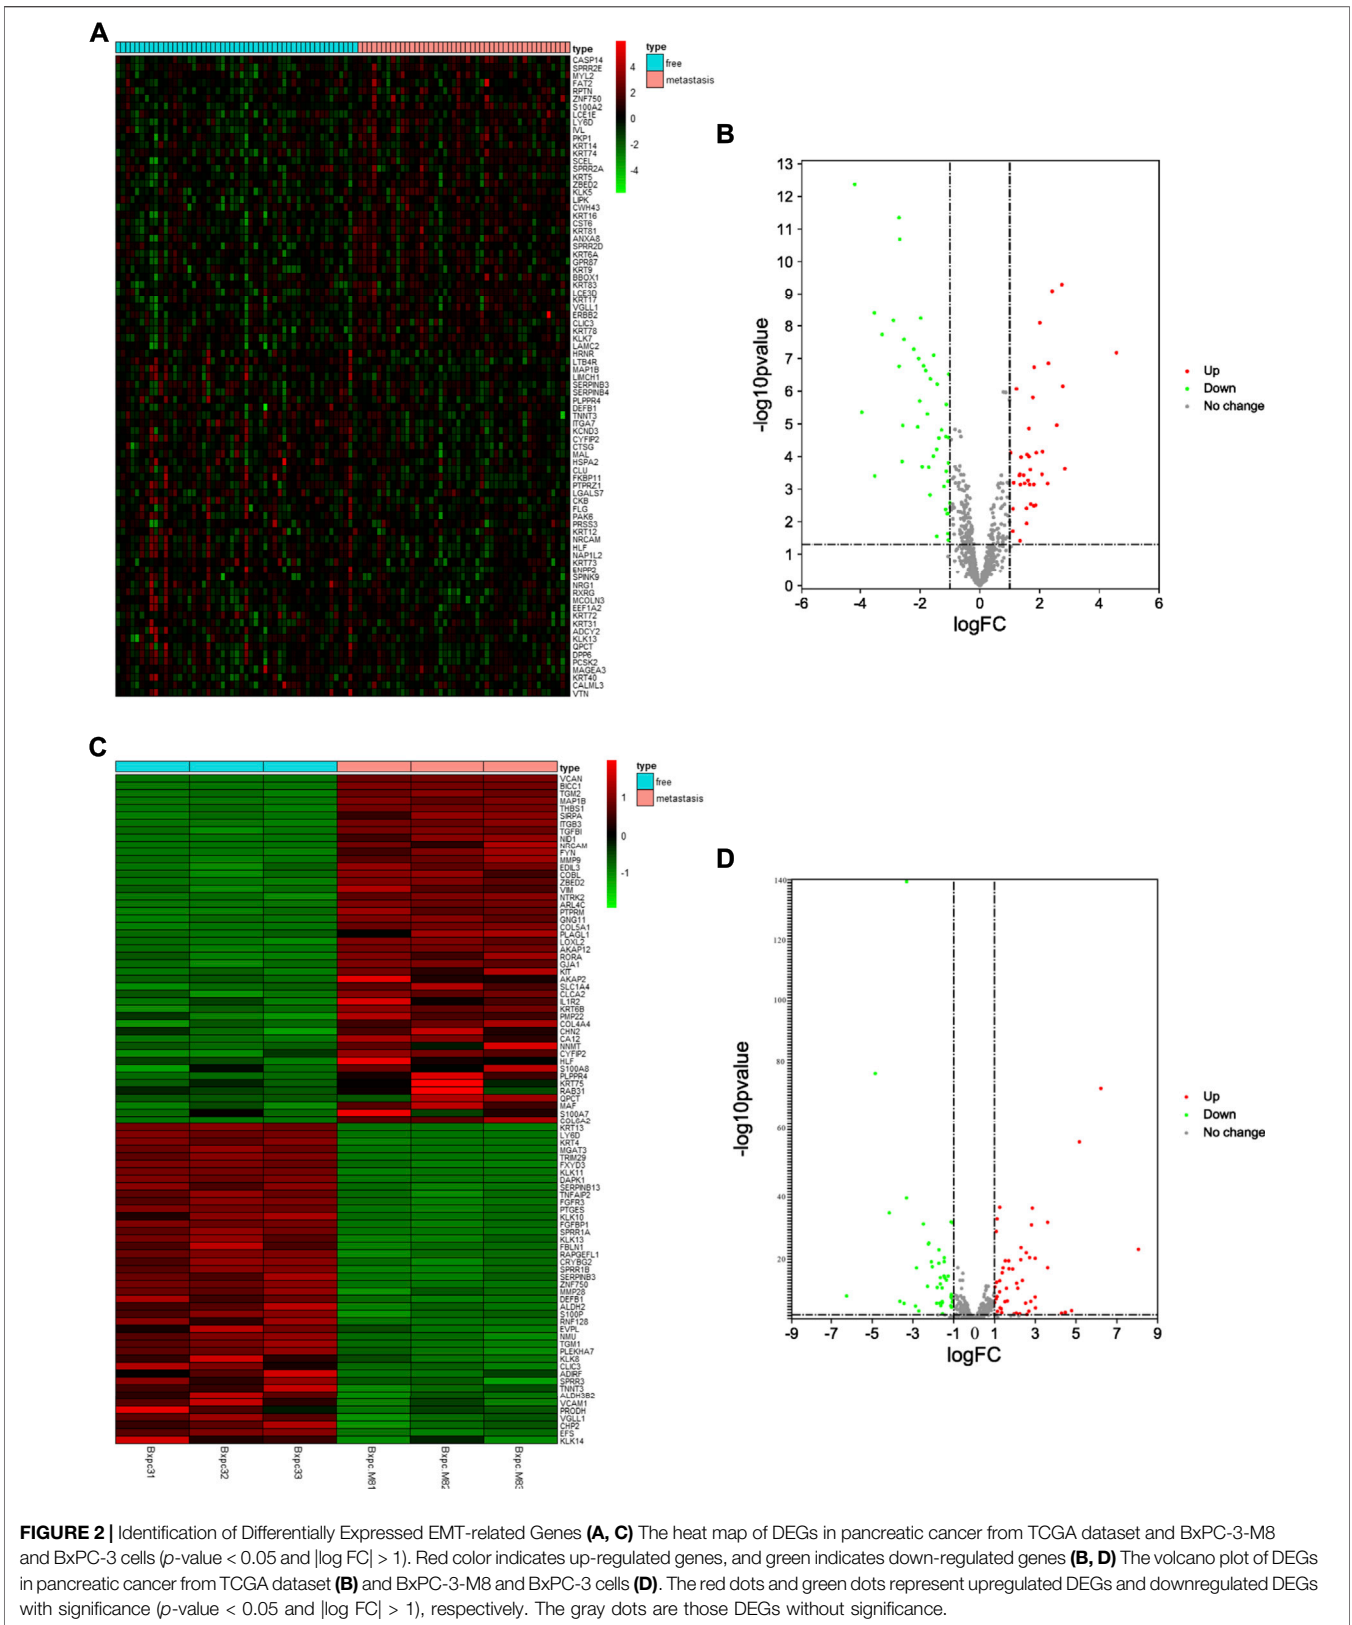 A
type
CASP14
SPRR2E
MYL2
FAT2
RPTN
ZNF750
S100A2
LCE1E
LY6D
IVL
PKP1
KRT14
KRT74
SCEL
SPRR2A
KRT5
ZBED2
KLK5
LIPK
CWH43
KRT16
CST6
KRT81
ANXA8
SPRR2D
KRT6A
GPR87
KRT9
BBOX1
KRT83
LCE3D
KRT17
VGLL1
ERBB2
CLIC3
KRT78
KLK7
LAMC2
HRNR
LTB4R
MAP1B
LIMCH1
SERPINB3
SERPINB4
PLPPR4
DEFB1
TNNT3
ITGA7
KCND3
CYFIP2
CTSG
MAL
HSPA2
CLU
FKBP11
PTPRZ1
LGALS7
CKB
FLG
PAK6
PRSS3
KRT12
NRCAM
HLF
NAP1L2
KRT73
ENPP2
SPINK9
NRG1
RXRG
MCOLN3
EEF1A2
KRT72
KRT31
ADCY2
KLK13
QPCT
DPP6
PCSK2
MAGEA3
KRT40
CALML3
VTN
4
2
0
-2
-4
type
free
metastasis
B
13
12
11
10
9
8
7
6
5
4
3
2
1
0
-log10pvalue
-6 -4 -2 0 2 4 6
logFC
Up
Down
No change
C
type
VCAN
BICC1
TGM2
MAP1B
THBS1
SIRPA
ITGB3
TGFBI
NID1
NRCAM
FYN
MMP9
EDIL3
COBL
ZBED2
VIM
NTRK2
ARL4C
PTPRM
GNG11
COL5A1
PLAGL1
LOXL2
AKAP12
RORA
GJA1
KIT
AKAP2
SLC1A4
CLCA2
IL1R2
KRT6B
PMP22
COL4A4
CHN2
CA12
NNMT
CYFIP2
HLF
S100A8
PLPPR4
KRT75
RAB31
QPCT
MAF
S100A7
COL6A2
KRT13
LY6D
KRT4
MGAT3
TRIM29
FXYD3
KLK11
DAPK1
SERPINB13
TNFAIP2
FGFR3
PTGES
KLK10
FGFBP1
SPRR1A
KLK13
FBLN1
RAPGEFL1
CRYBG2
SPRR1B
SERPINB3
ZNF750
MMP28
DEFB1
ALDH2
S100P
RNF128
EVPL
NMU
TGM1
PLEKHA7
KLK8
CLIC3
ADIRF
SPRR3
TNNT3
ALDH3B2
VCAM1
PRODH
VGLL1
CHP2
EFS
KLK14
Bxpc31
Bxpc32
Bxpc33
Bxpc.M81
Bxpc.M82
Bxpc.M83
1
0
-1
type
free
metastasis
D
140
120
100
80
60
40
20
-log10pvalue
-9 -7 -5 -3 -1 0 1 3 5 7 9
logFC
Up
Down
No change
FIGURE 2 | Identification of Differentially Expressed EMT-related Genes (A, C) The heat map of DEGs in pancreatic cancer from TCGA dataset and BxPC-3-M8
and BxPC-3 cells (p-value < 0.05 and |log FC| > 1). Red color indicates up-regulated genes, and green indicates down-regulated genes (B, D) The volcano plot of DEGs
in pancreatic cancer from TCGA dataset (B) and BxPC-3-M8 and BxPC-3 cells (D). The red dots and green dots represent upregulated DEGs and downregulated DEGs
with significance (p-value < 0.05 and |log FC| > 1), respectively. The gray dots are those DEGs without significance.